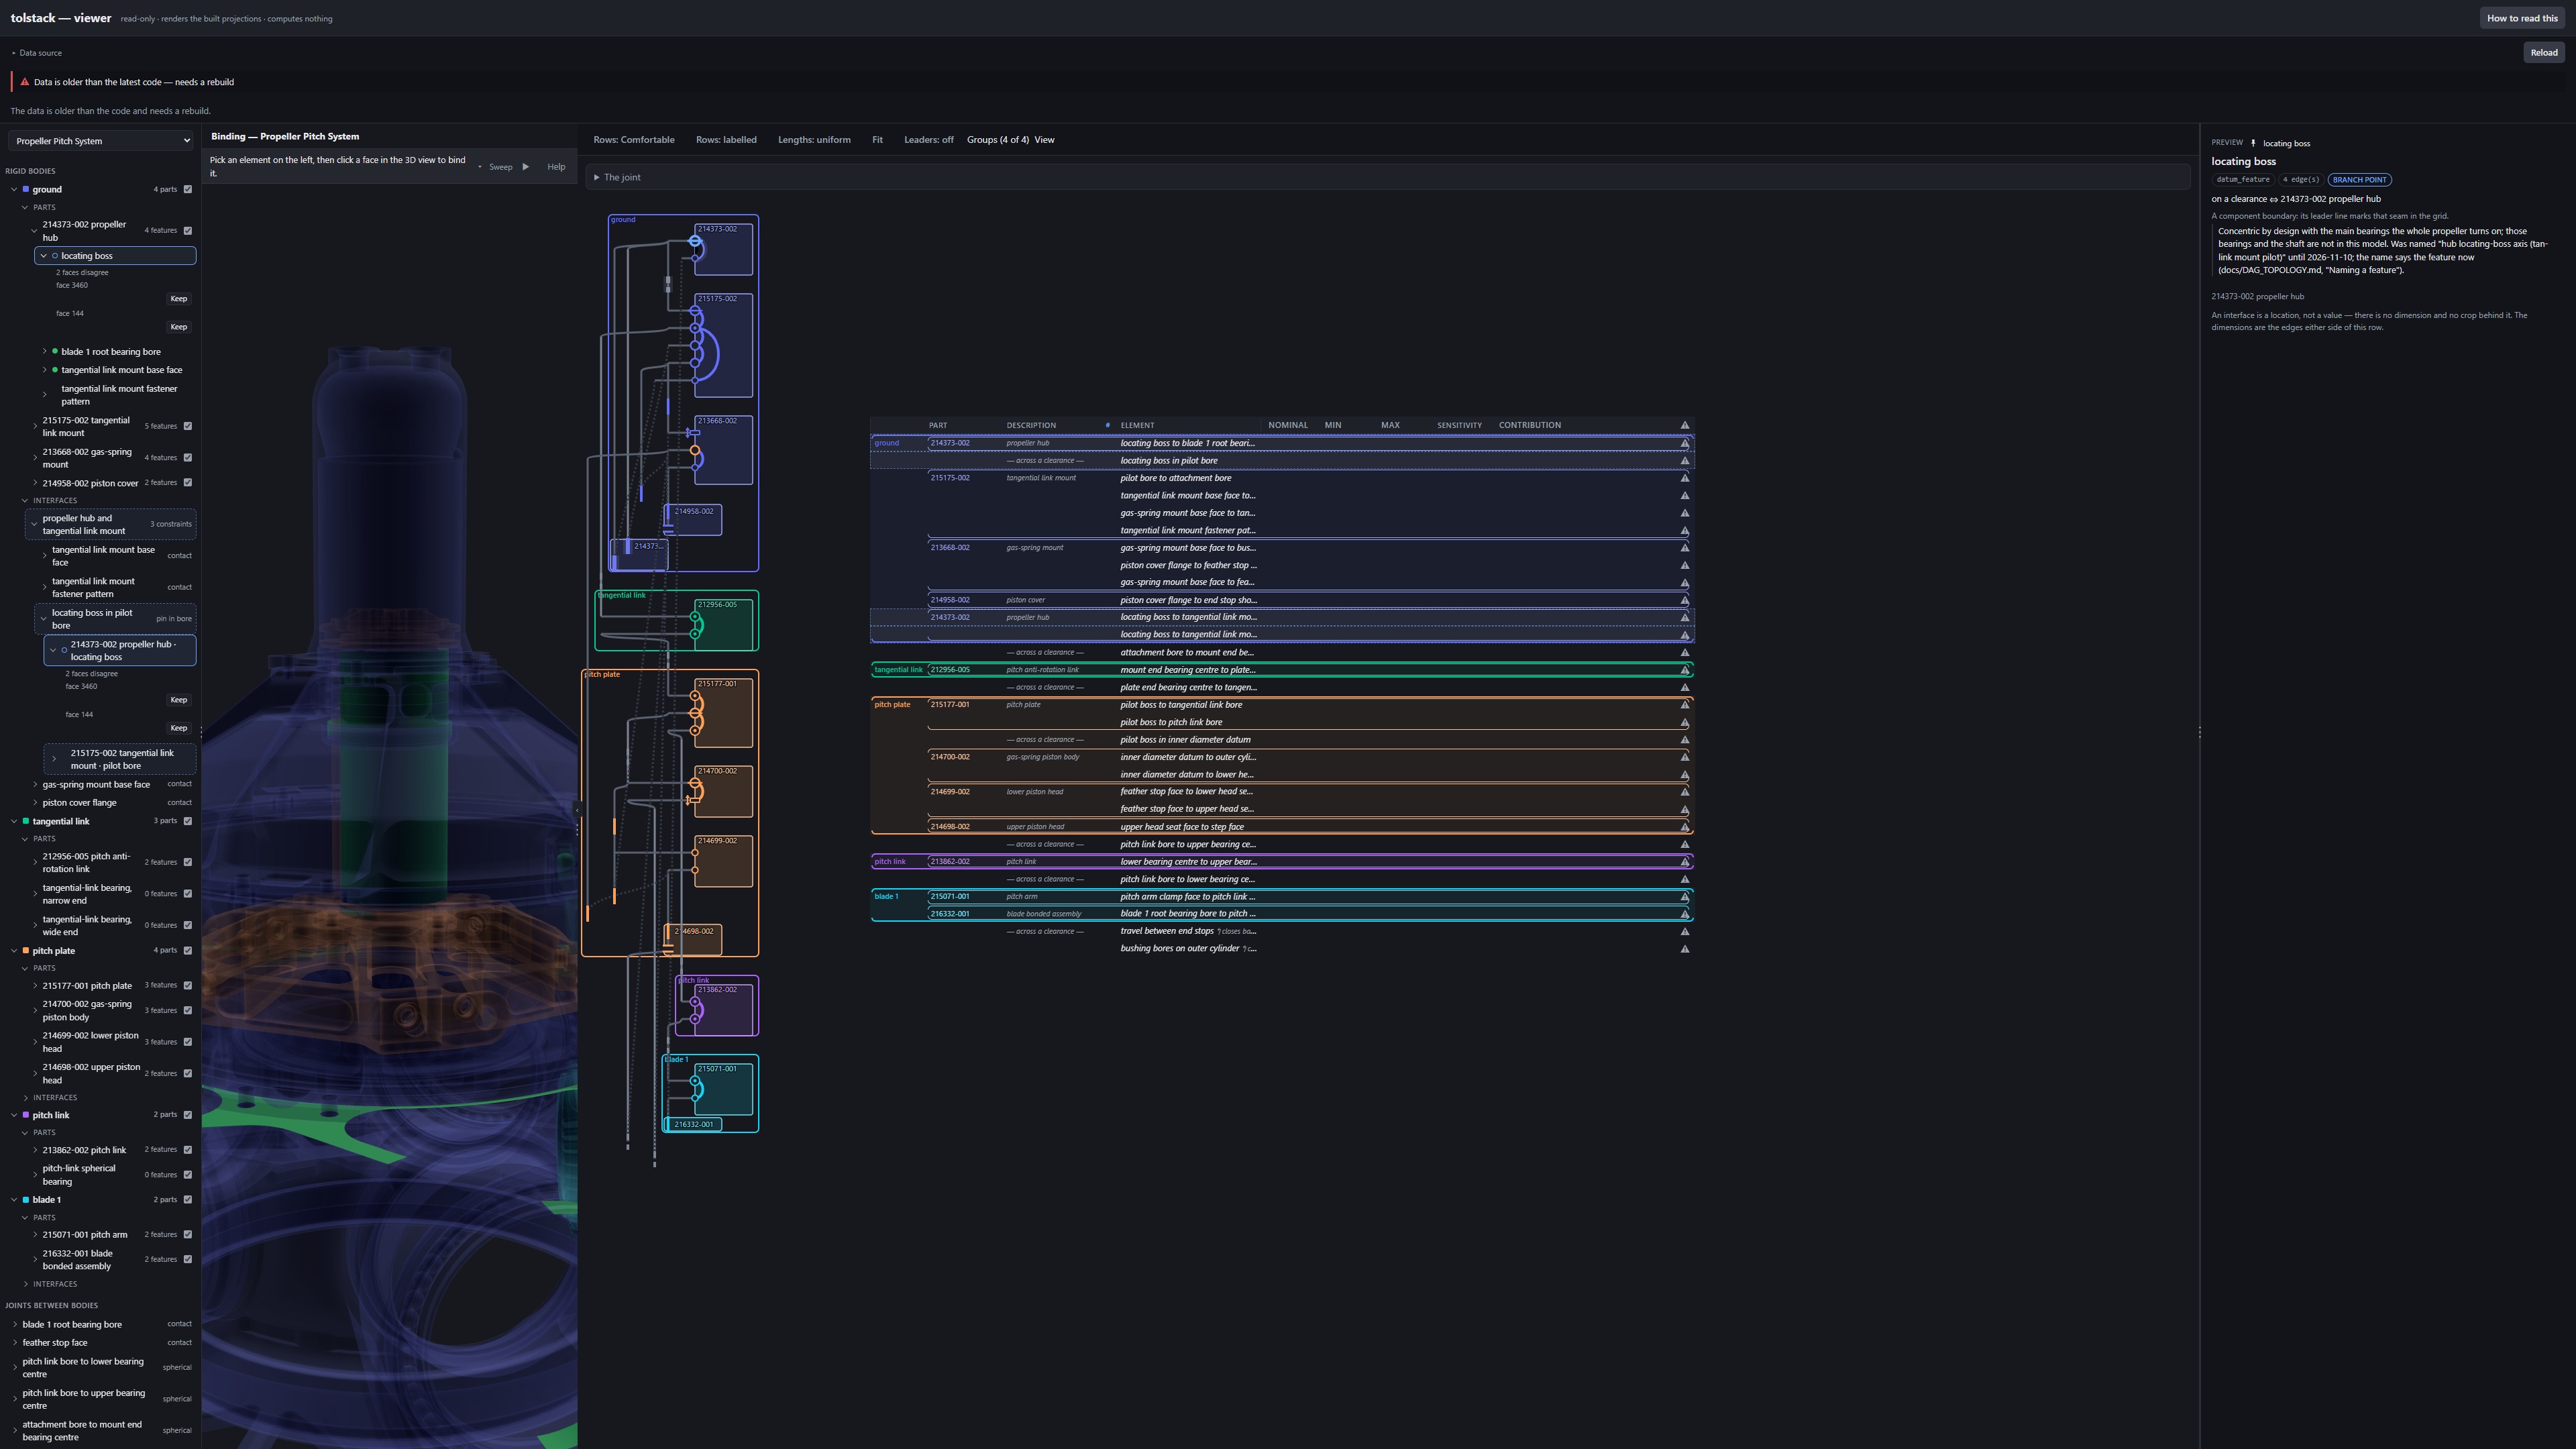 tolstack — viewer
read-only · renders the built projections · computes nothing
How to read this
Data source
Reload
Data is older than the latest code — needs a rebuild
The data is older than the code and needs a rebuild.
Propeller Pitch System
RIGID BODIES
ground 4 parts
PARTS
214373-002 propeller
hub
4 features
locating boss
2 faces disagree
face 3460
Keep
face 144
Keep
blade 1 root bearing bore
tangential link mount base face
tangential link mount fastener
pattern
215175-002 tangential
link mount
5 features
213668-002 gas-spring
mount
4 features
214958-002 piston cover 2 features
INTERFACES
propeller hub and
tangential link mount
3 constraints
tangential link mount base
face
contact
tangential link mount
fastener pattern
contact
locating boss in pilot
bore
pin in bore
214373-002 propeller hub ·
locating boss
2 faces disagree
face 3460
Keep
face 144
Keep
215175-002 tangential link
mount · pilot bore
gas-spring mount base face contact
piston cover flange contact
tangential link 3 parts
PARTS
212956-005 pitch anti-
rotation link
2 features
tangential-link bearing,
narrow end
0 features
tangential-link bearing,
wide end
0 features
pitch plate 4 parts
PARTS
215177-001 pitch plate 3 features
214700-002 gas-spring
piston body
3 features
214699-002 lower piston
head
3 features
214698-002 upper piston
head
2 features
INTERFACES
pitch link 2 parts
PARTS
213862-002 pitch link 2 features
pitch-link spherical
bearing
0 features
blade 1 2 parts
PARTS
215071-001 pitch arm 2 features
216332-001 blade
bonded assembly
2 features
INTERFACES
JOINTS BETWEEN BODIES
blade 1 root bearing bore contact
feather stop face contact
pitch link bore to lower bearing
centre
spherical
pitch link bore to upper bearing
centre
spherical
attachment bore to mount end
bearing centre
spherical
Binding — Propeller Pitch System
Pick an element on the left, then click a face in the 3D view to bind
it.
Sweep
Help
Rows: Comfortable Rows: labelled Lengths: uniform Fit Leaders: off Groups (4 of 4) View
The joint
ground
214373-002
215175-002
213668-002
214958-002
214373...
tangential link
212956-005
pitch plate
215177-001
214700-002
214699-002
214698-002
pitch link
213862-002
blade 1
215071-001
216332-001
PART DESCRIPTION # ELEMENT NOMINAL MIN MAX SENSITIVITY CONTRIBUTION
ground 214373-002 propeller hub locating boss to blade 1 root beari...
— across a clearance — locating boss in pilot bore
215175-002 tangential link mount pilot bore to attachment bore
tangential link mount base face to...
gas-spring mount base face to tan...
tangential link mount fastener pat...
213668-002 gas-spring mount gas-spring mount base face to bus...
piston cover flange to feather stop ...
gas-spring mount base face to fea...
214958-002 piston cover piston cover flange to end stop sho...
214373-002 propeller hub locating boss to tangential link mo...
locating boss to tangential link mo...
— across a clearance — attachment bore to mount end be...
tangential link 212956-005 pitch anti-rotation link mount end bearing centre to plate...
— across a clearance — plate end bearing centre to tangen...
pitch plate 215177-001 pitch plate pilot boss to tangential link bore
pilot boss to pitch link bore
— across a clearance — pilot boss in inner diameter datum
214700-002 gas-spring piston body inner diameter datum to outer cyli...
inner diameter datum to lower he...
214699-002 lower piston head feather stop face to lower head se...
feather stop face to upper head se...
214698-002 upper piston head upper head seat face to step face
— across a clearance — pitch link bore to upper bearing ce...
pitch link 213862-002 pitch link lower bearing centre to upper bear...
— across a clearance — pitch link bore to lower bearing ce...
blade 1 215071-001 pitch arm pitch arm clamp face to pitch link ...
216332-001 blade bonded assembly blade 1 root bearing bore to pitch ...
— across a clearance — travel between end stops closes bo...
bushing bores on outer cylinder
PREVIEW locating boss
locating boss
datum_feature 4 edge(s) BRANCH POINT
on a clearance ⇔ 214373-002 propeller hub
A component boundary: its leader line marks that seam in the grid.
Concentric by design with the main bearings the whole propeller turns on; those
bearings and the shaft are not in this model. Was named "hub locating-boss axis (tan-
link mount pilot)" until 2026-11-10; the name says the feature now
(docs/DAG_TOPOLOGY.md, "Naming a feature").
214373-002 propeller hub
An interface is a location, not a value — there is no dimension and no crop behind it. The
dimensions are the edges either side of this row.